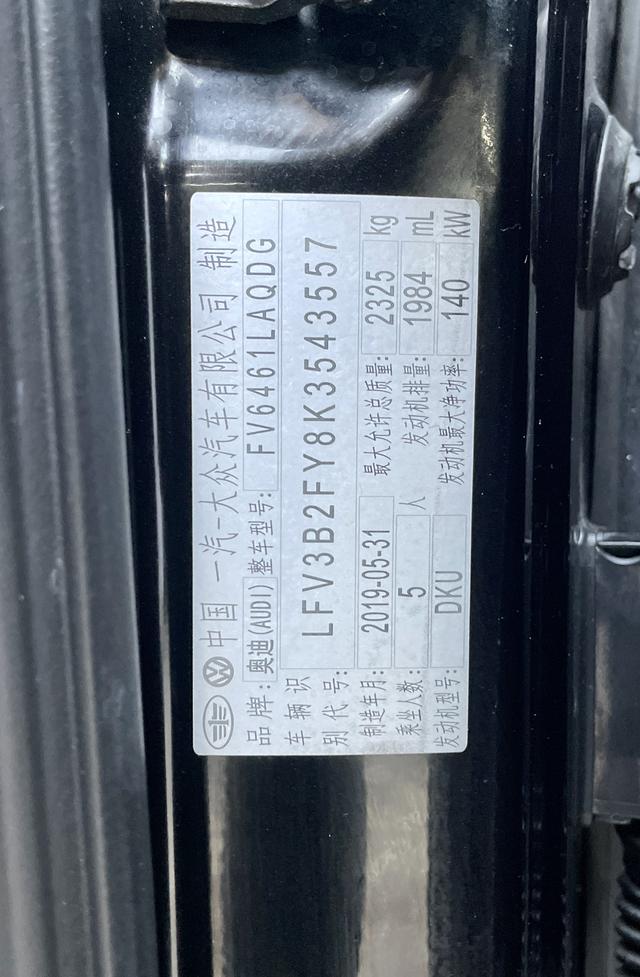 中国 一汽-大众汽车有限公司 制造
品牌: 奥迪(AUDI) 整车型号: FV6461LAQDG
车辆识别代号: LFV3B2FY8K3543557
制造年月: 2019-05-31 最大允许总质量: 2325 kg
乘坐人数: 5 人 发动机排量: 1984 mL
发动机型号: DKU 发动机最大净功率: 140 kW